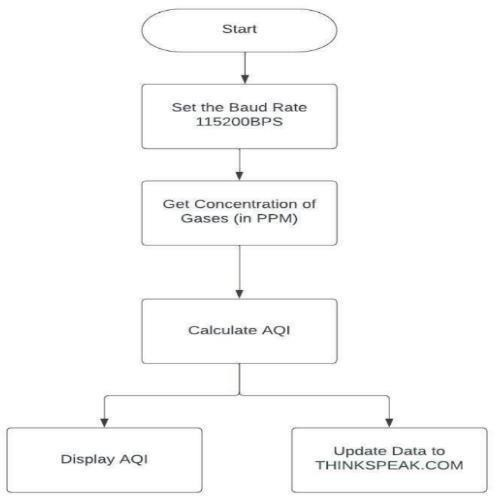 Start
Set the Baud Rate
115200BPS
Get Concentration of
Gases (in PPM)
Calculate AQI
Display AQI
Update Data to
THINKSPEAK.COM